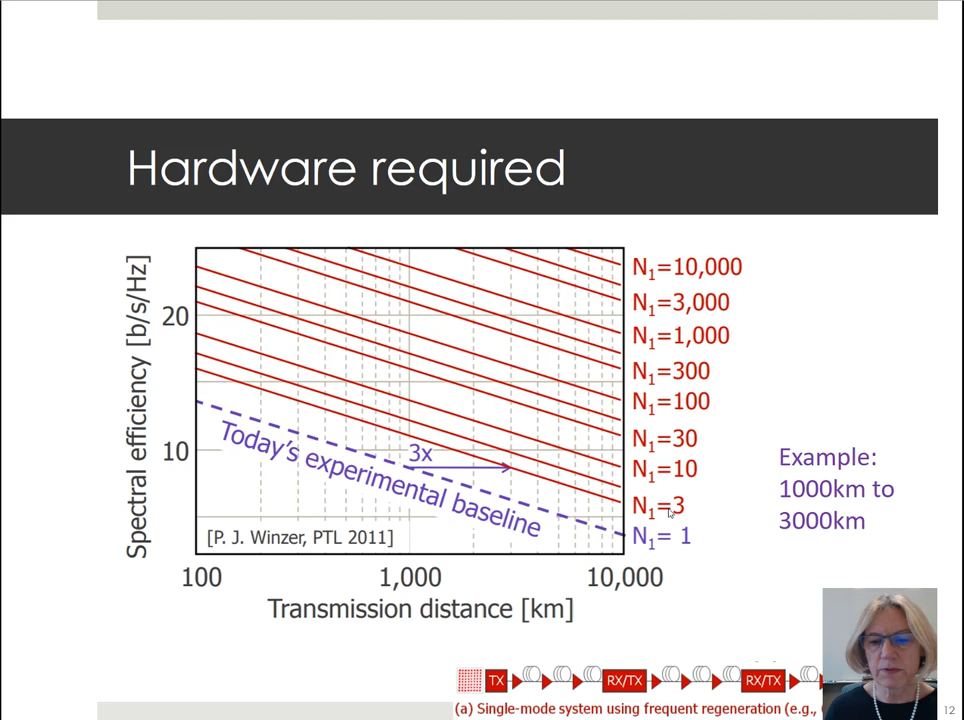 Hardware required
Spectral efficiency [b/s/Hz]
20
10
N₁=10,000
N₁=3,000
N₁=1,000
N₁=300
N₁=100
N₁=30
N₁=10
N₁=3
N₁= 1
3x
Today's experimental baseline
[P. J. Winzer, PTL 2011]
100
1,000
10,000
Transmission distance [km]
Example:
1000km to
3000km
TX
RX/TX
RX/TX
(a) Single-mode system using frequent regeneration (e.g.,
12